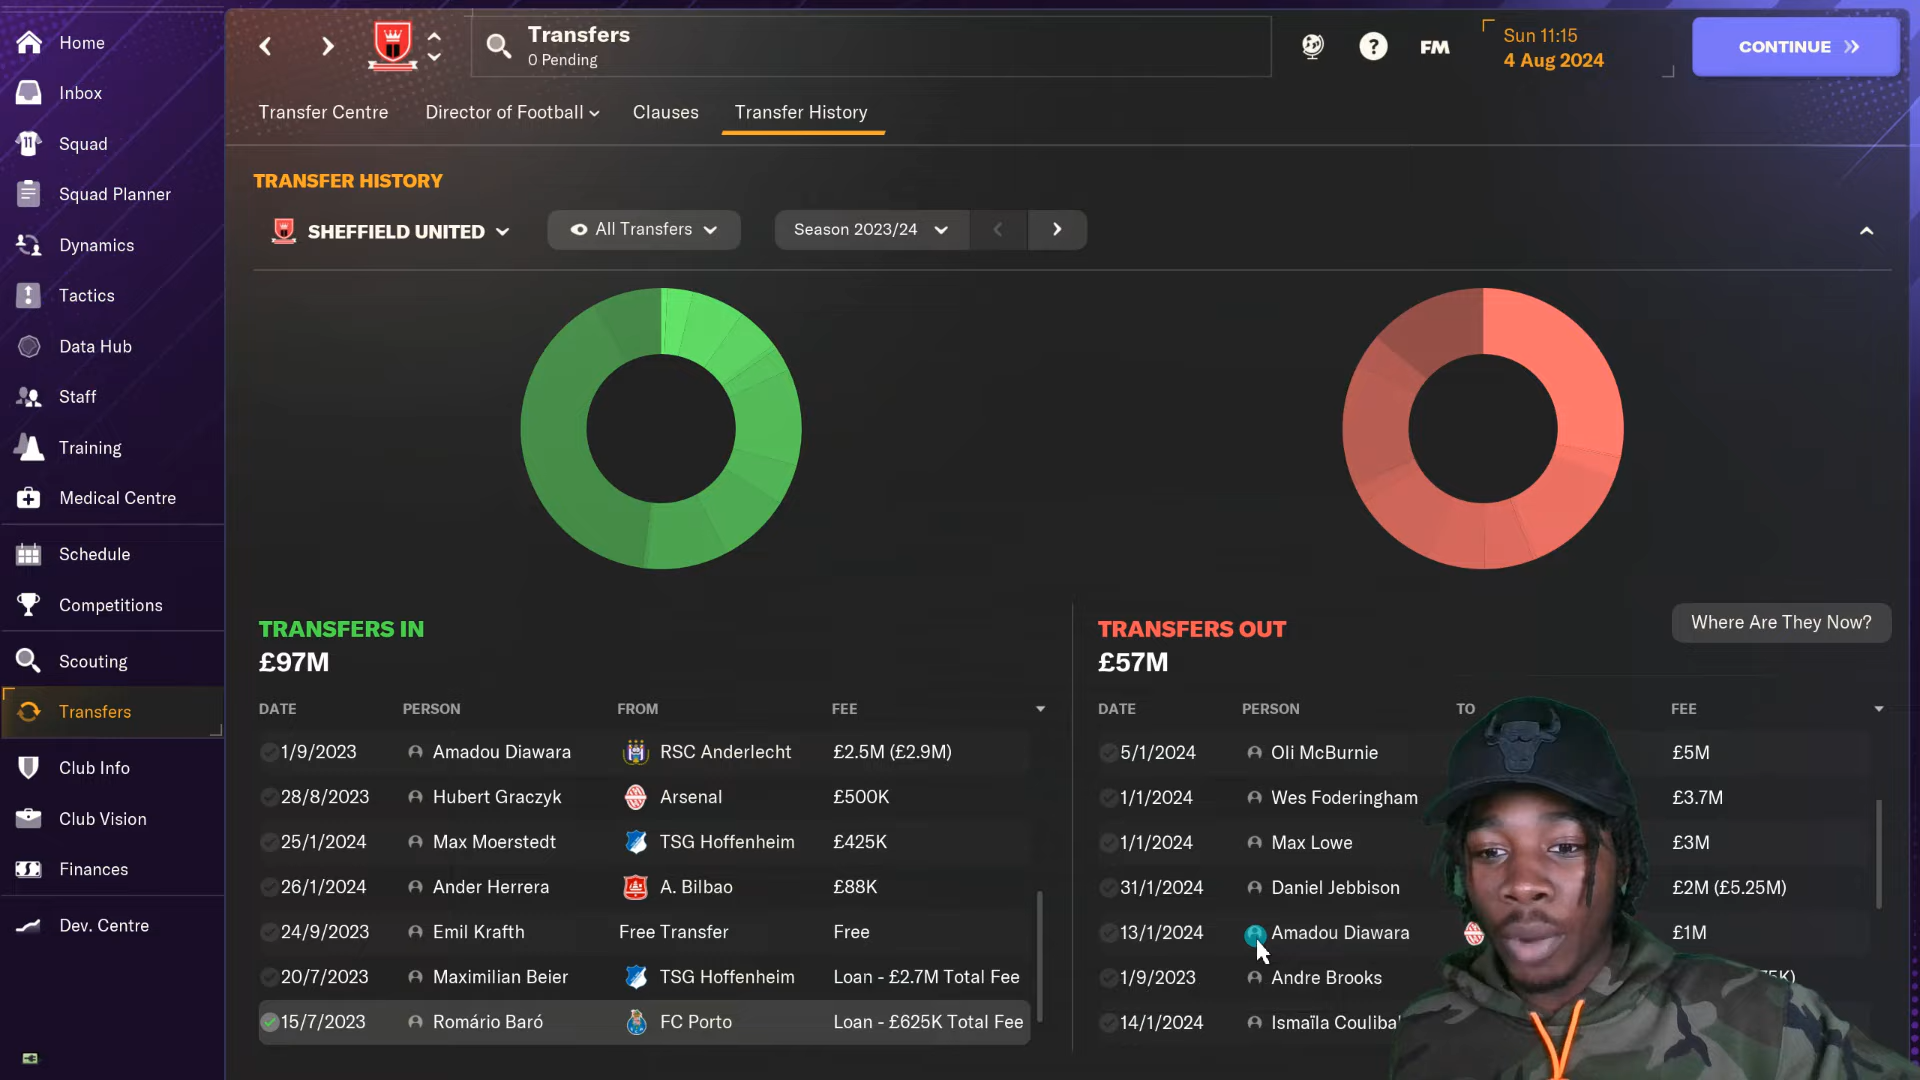 Home
Inbox
Squad
Squad Planner
Dynamics
Tactics
Data Hub
Staff
Training
Medical Centre
Schedule
Competitions
Scouting
Transfers
Club Info
Club Vision
Finances
Dev. Centre
Transfers
0 Pending
FM
Sun 11:15
4 Aug 2024
CONTINUE
Transfer Centre Director of Football Clauses Transfer History
TRANSFER HISTORY
SHEFFIELD UNITED All Transfers Season 2023/24
TRANSFERS IN
£97M
DATE PERSON FROM FEE
1/9/2023 Amadou Diawara RSC Anderlecht £2.5M (£2.9M)
28/8/2023 Hubert Graczyk Arsenal £500K
25/1/2024 Max Moerstedt TSG Hoffenheim £425K
26/1/2024 Ander Herrera A. Bilbao £88K
24/9/2023 Emil Krafth Free Transfer Free
20/7/2023 Maximilian Beier TSG Hoffenheim Loan - £2.7M Total Fee
15/7/2023 Romário Baró FC Porto Loan - £625K Total Fee
TRANSFERS OUT
£57M
Where Are They Now?
DATE PERSON TO FEE
5/1/2024 Oli McBurnie £5M
1/1/2024 Wes Foderingham £3.7M
1/1/2024 Max Lowe £3M
31/1/2024 Daniel Jebbison £2M (£5.25M)
13/1/2024 Amadou Diawara £1M
1/9/2023 Andre Brooks
14/1/2024 Ismaïla